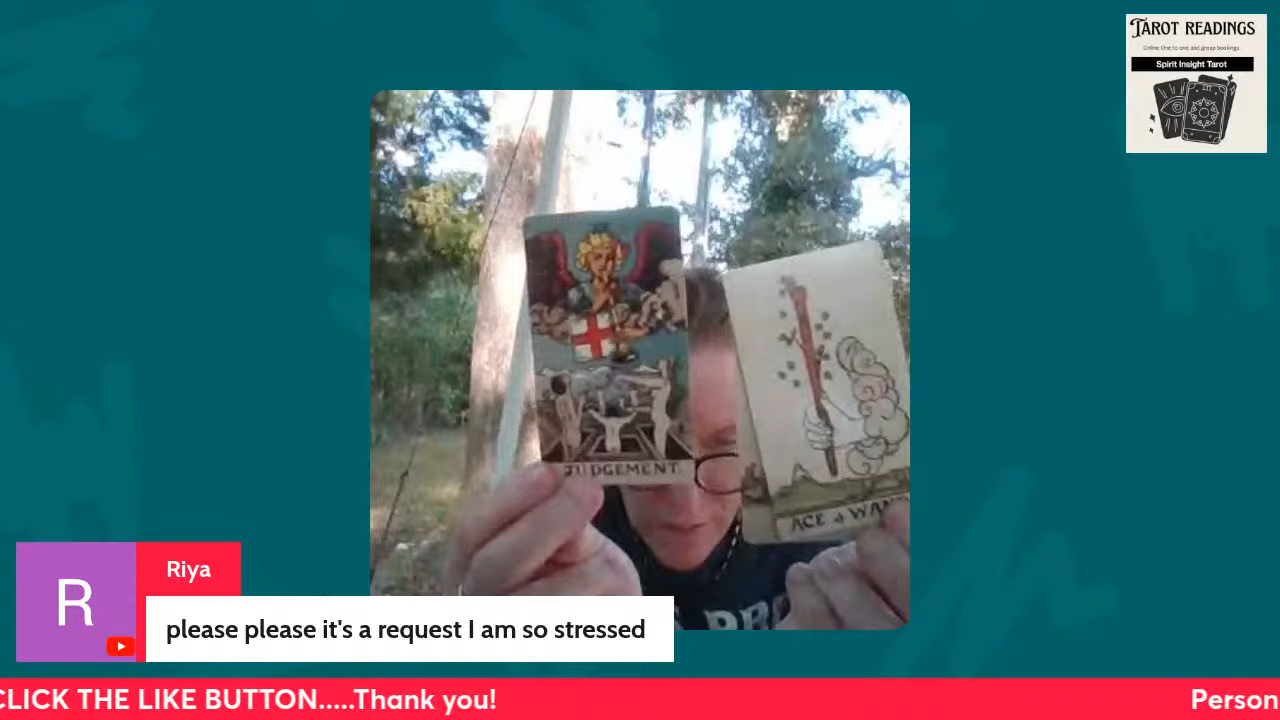 TAROT READINGS
Online One to one and group bookings
Spirit Insight Tarot
JUDGEMENT
ACE of
R
Riya
please please it's a request I am so stressed
CLICK THE LIKE BUTTON.....Thank you!
Person